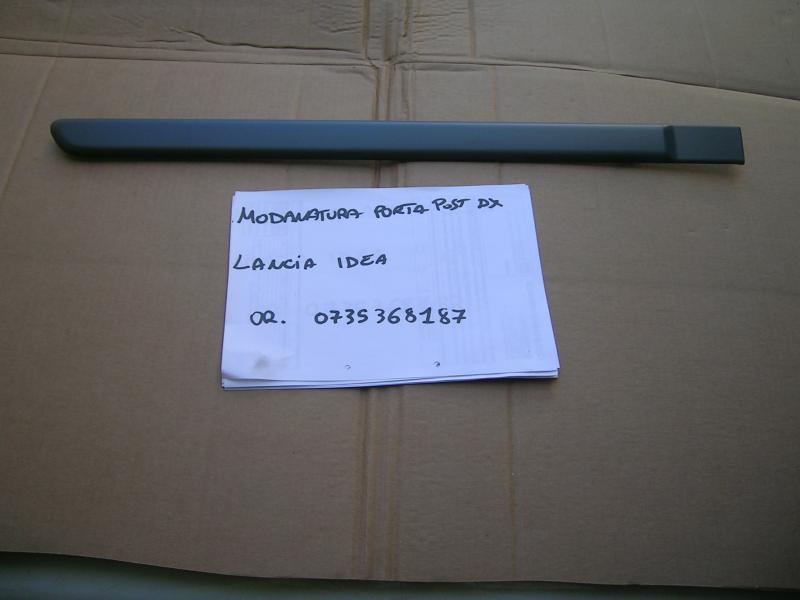 MODANATURA PORTA POST DX
LANCIA IDEA
OR. 0735368187